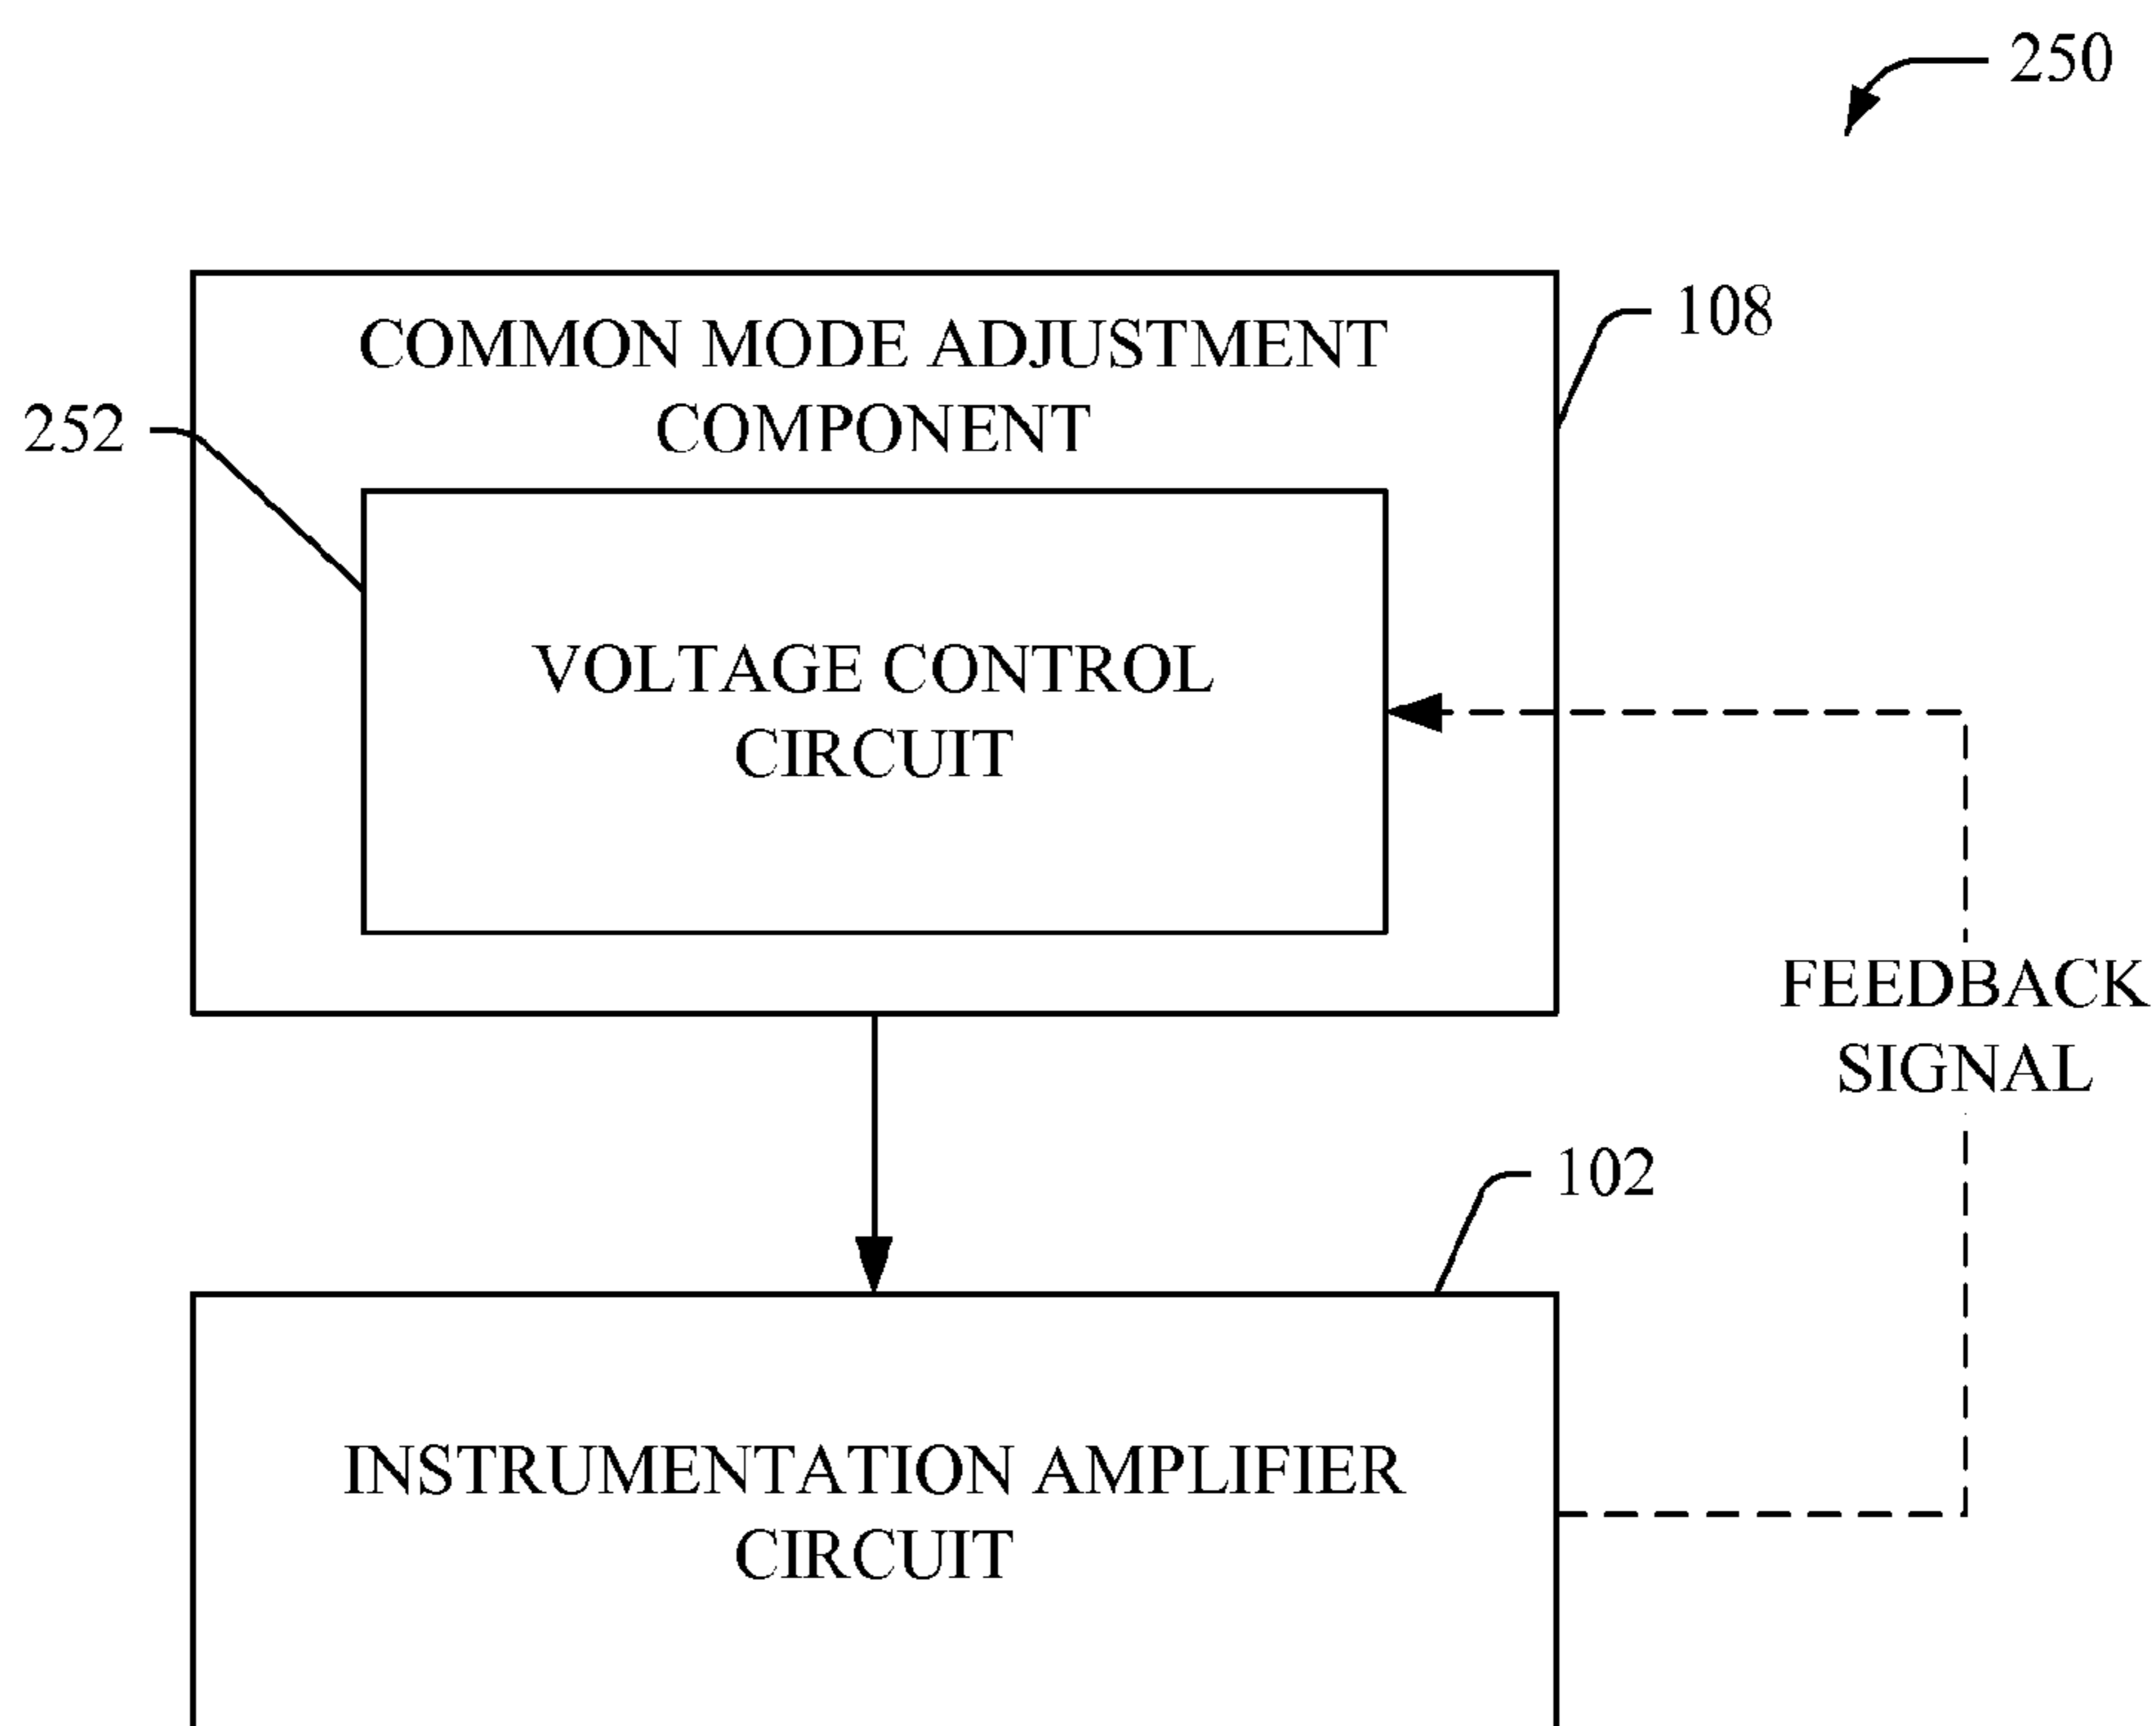 250
108
COMMON MODE ADJUSTMENT
COMPONENT
252
VOLTAGE CONTROL
CIRCUIT
FEEDBACK
SIGNAL
102
INSTRUMENTATION AMPLIFIER
CIRCUIT